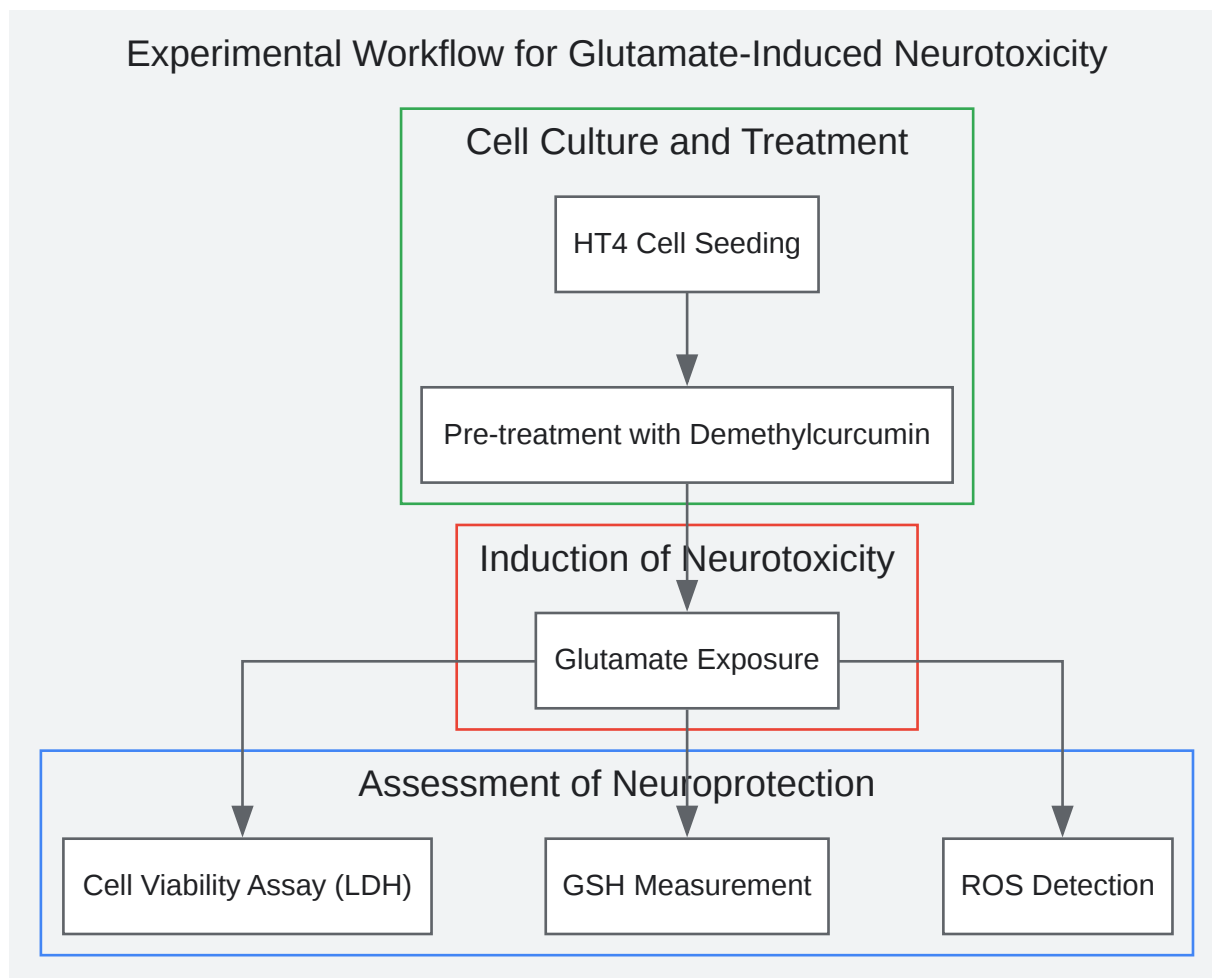 Experimental Workflow for Glutamate-Induced Neurotoxicity
Cell Culture and Treatment
HT4 Cell Seeding
Pre-treatment with Demethylcurcumin
Induction of Neurotoxicity
Glutamate Exposure
Assessment of Neuroprotection
Cell Viability Assay (LDH)
GSH Measurement
ROS Detection